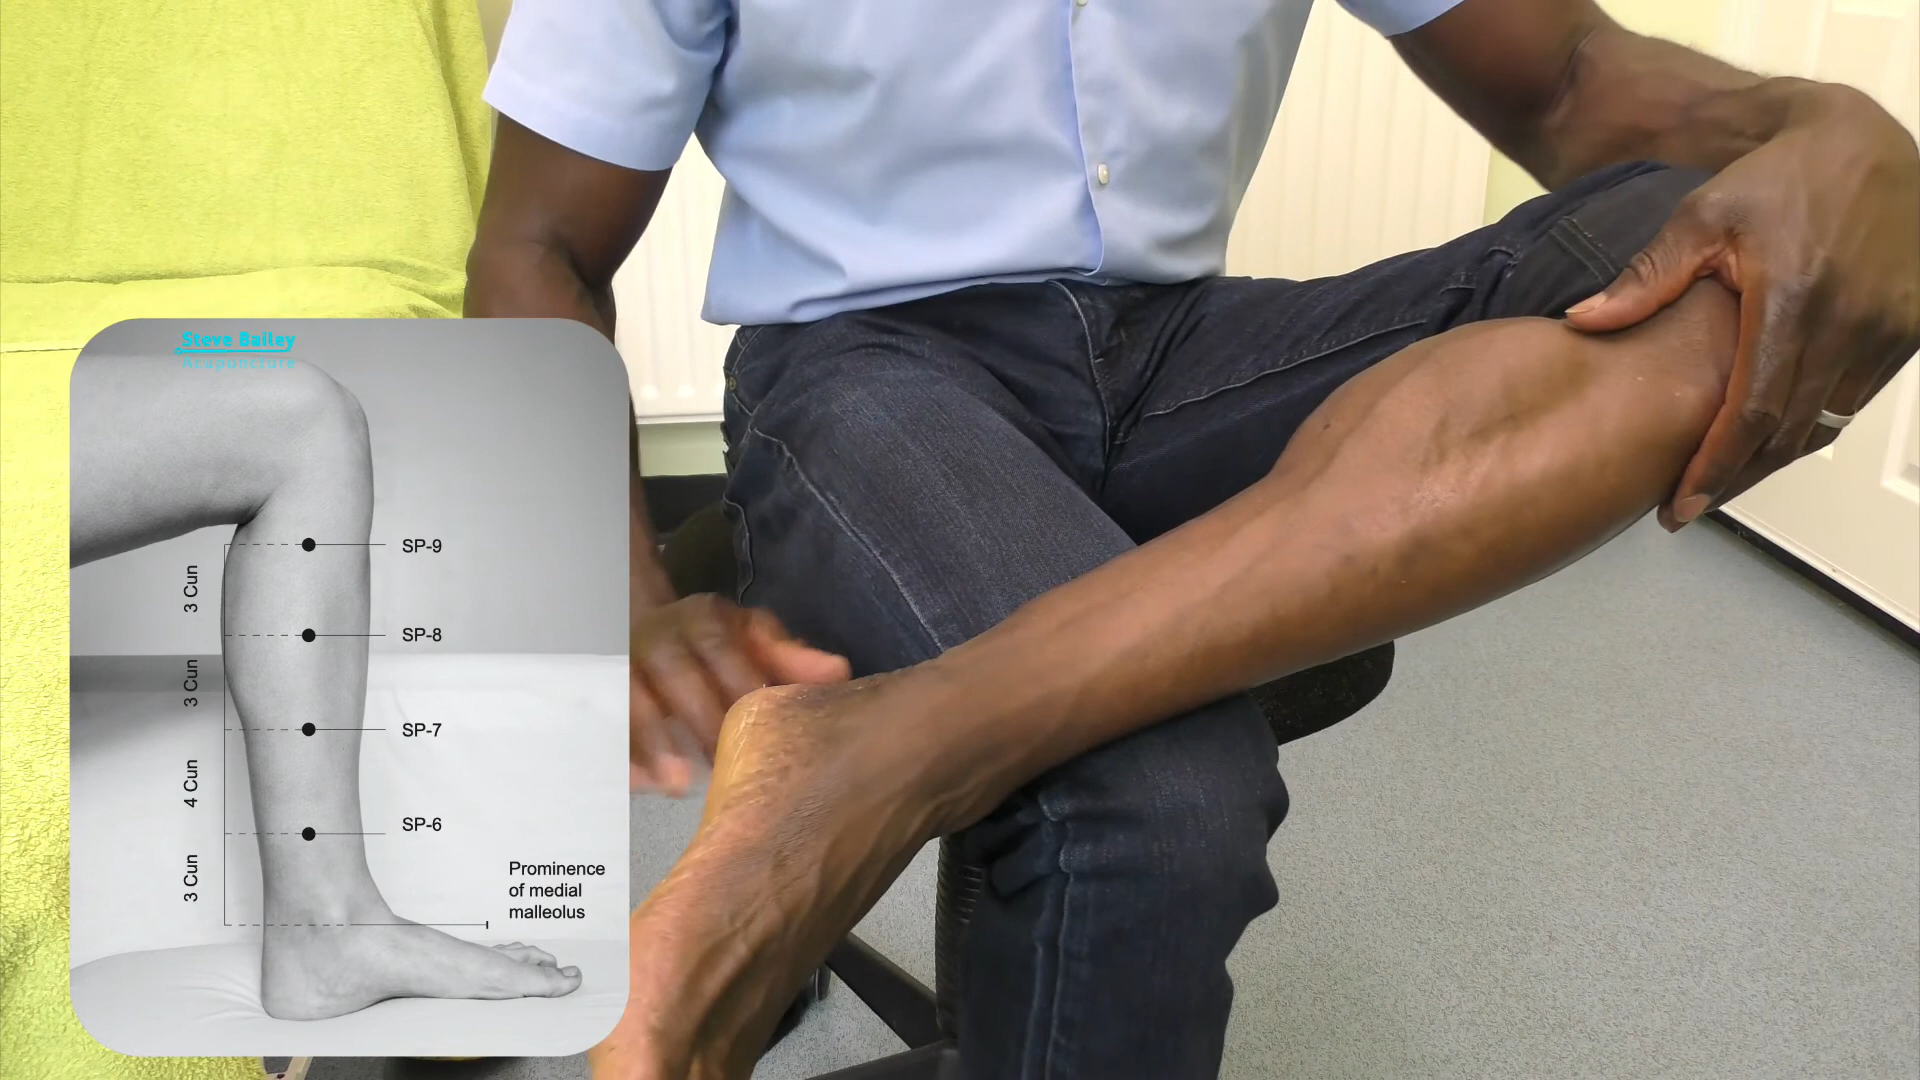 Steve Bailey
Acupuncture
SP-9
3 Cun
SP-8
3 Cun
SP-7
4 Cun
SP-6
3 Cun
Prominence
of medial
malleolus